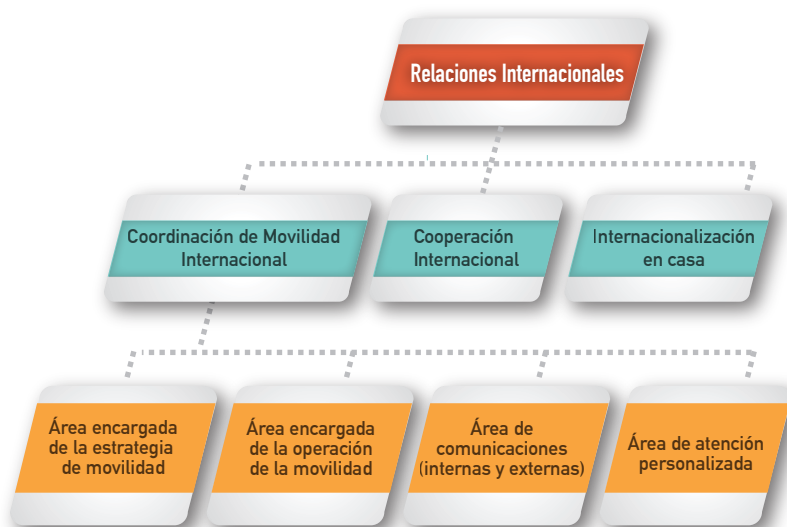 Relaciones Internacionales
Coordinación de Movilidad
Internacional
Cooperación
Internacional
Internacionalización
en casa
Área encargada
de la estrategia
de movilidad
Área encargada
de la operación
de la movilidad
Área de
comunicaciones
(internas y externas)
Área de atención
personalizada